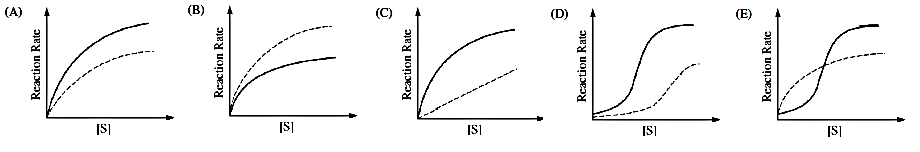 (A)
Reaction Rate
[S]
(B)
Reaction Rate
[S]
(C)
Reaction Rate
[S]
(D)
Reaction Rate
[S]
(E)
Reaction Rate
[S]